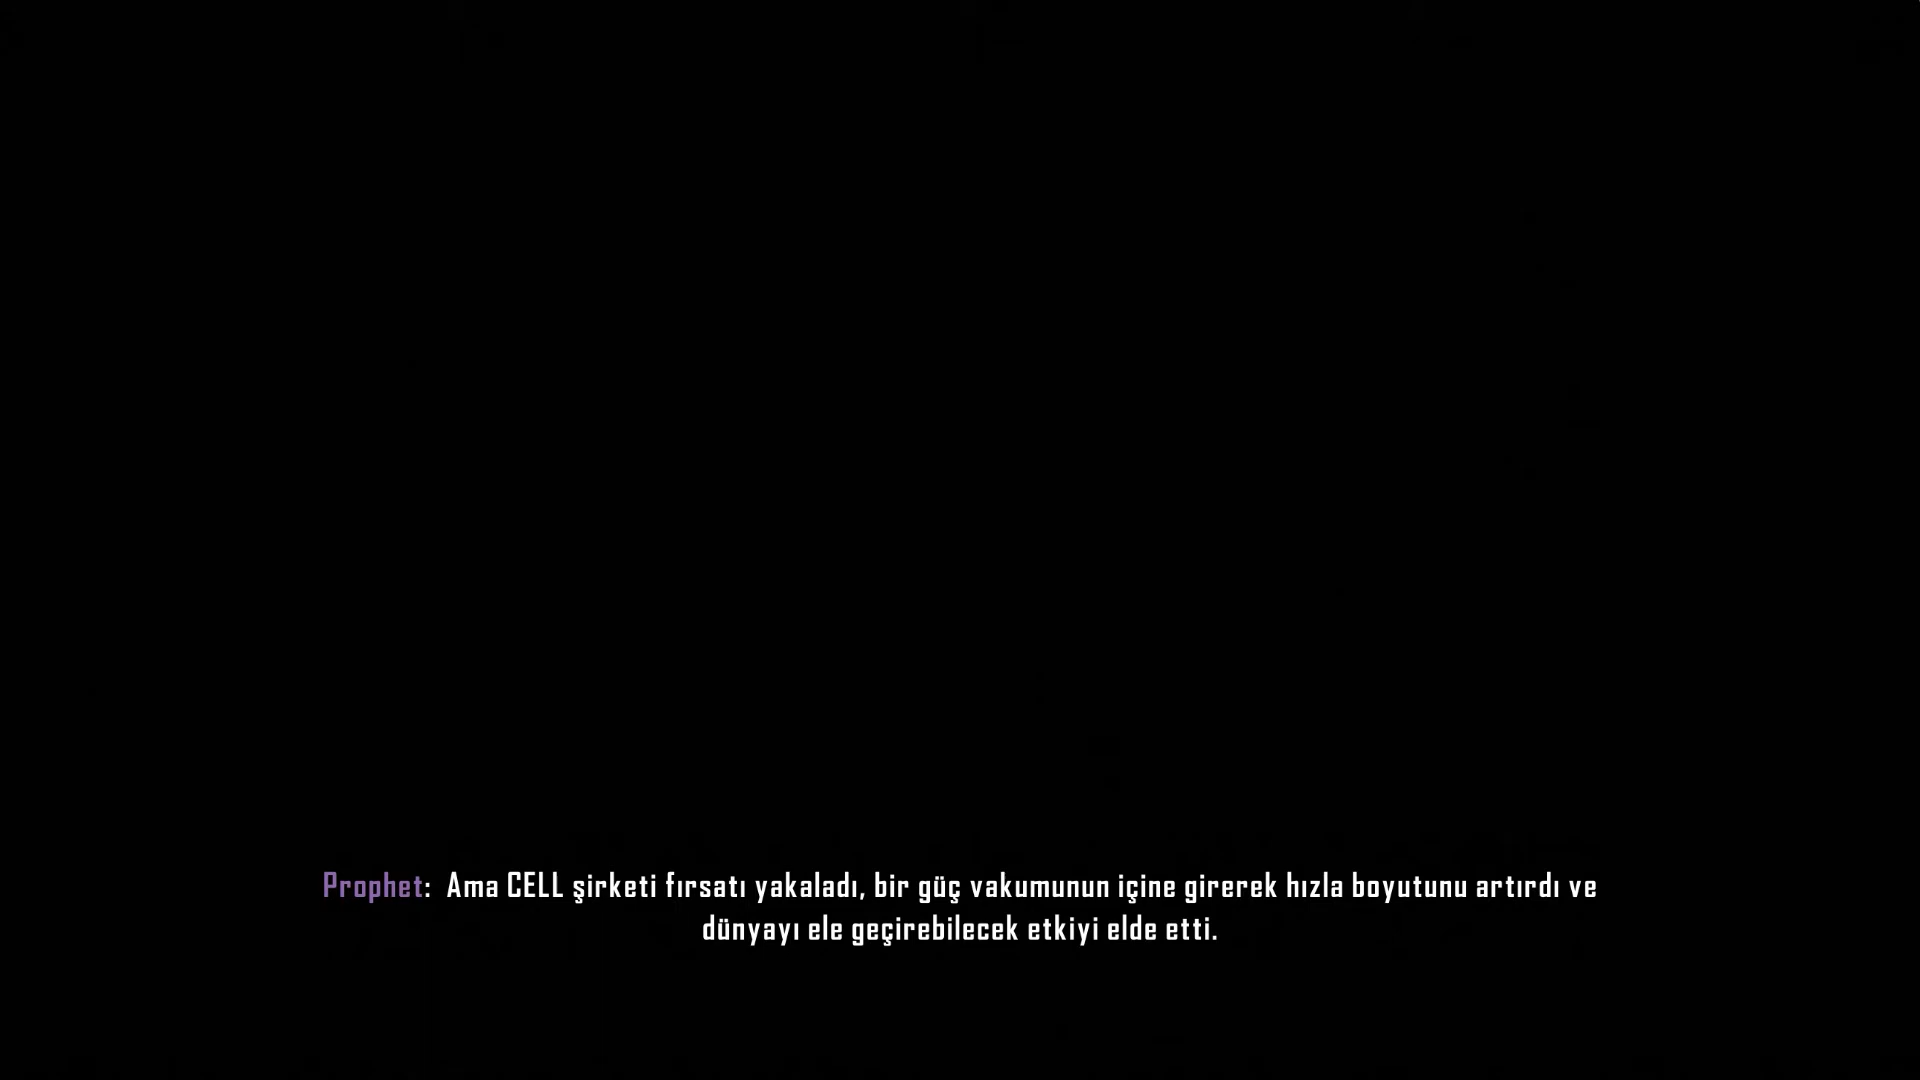 Prophet: Ama CELL şirketi fırsatı yakaladı, bir güç vakumunun içine girerek hızla boyutunu artırdı ve
dünyayı ele geçirebilecek etkiyi elde etti.